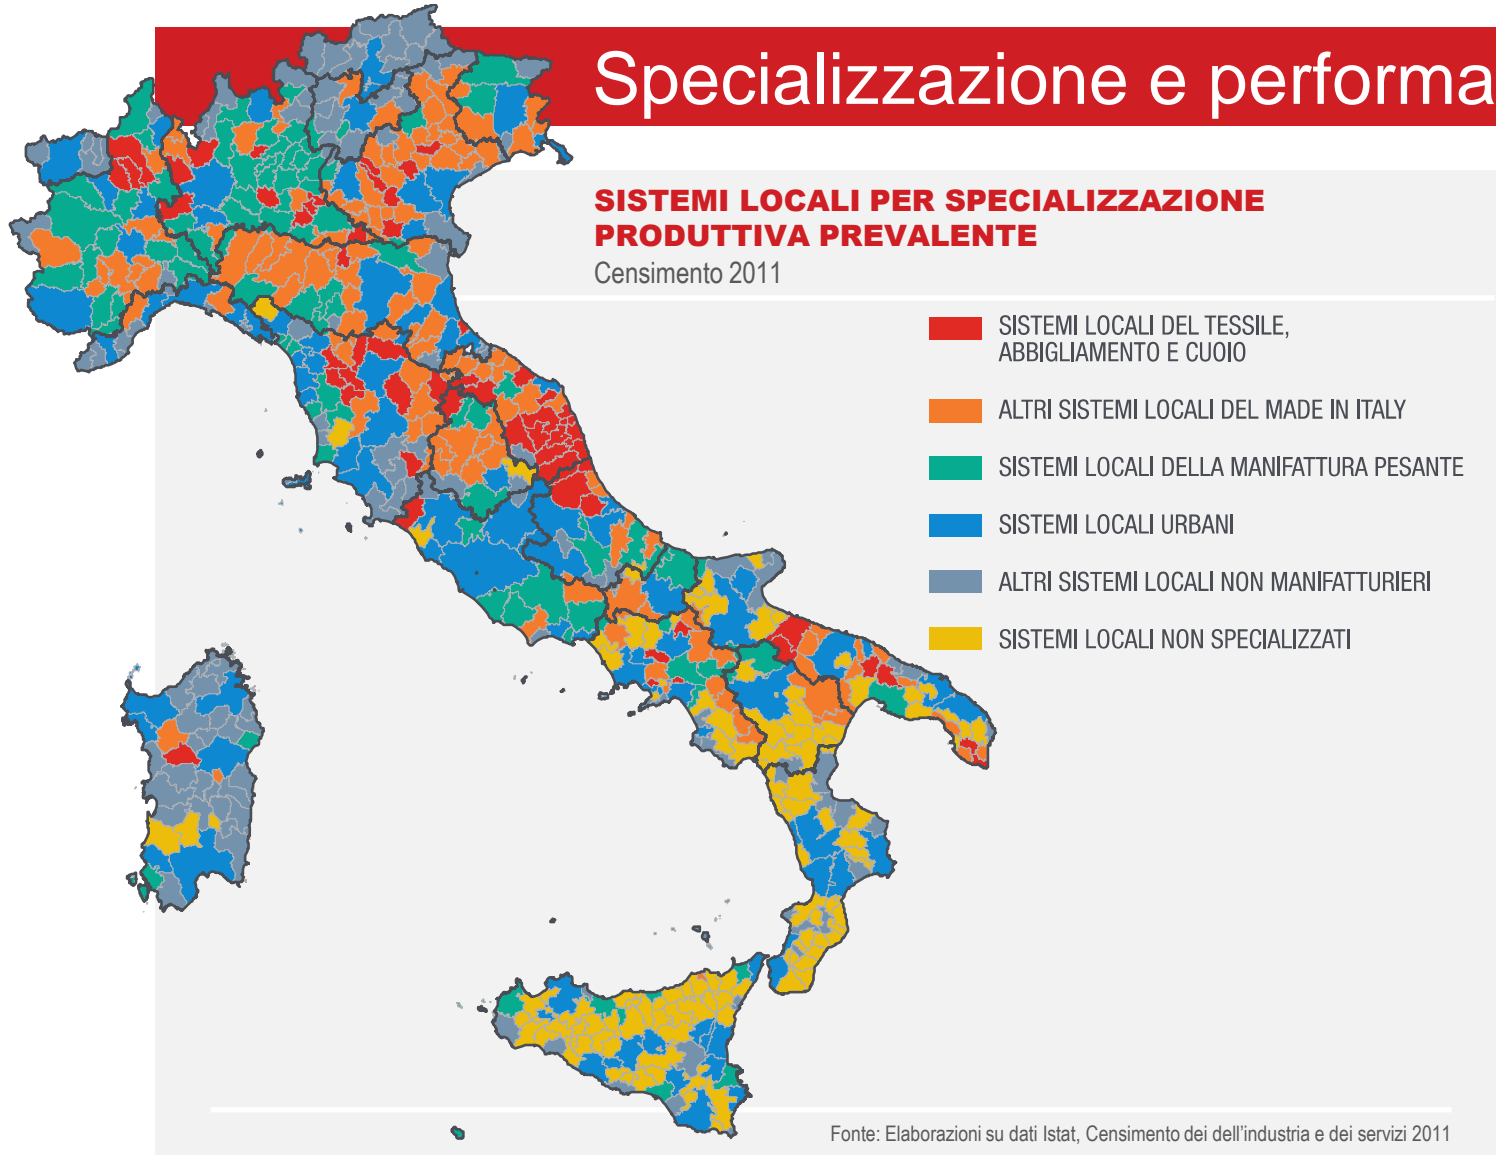 Specializzazione e performa
SISTEMI LOCALI PER SPECIALIZZAZIONE
PRODUTTIVA PREVALENTE
Censimento 2011
SISTEMI LOCALI DEL TESSILE,
ABBIGLIAMENTO E CUOIO
ALTRI SISTEMI LOCALI DEL MADE IN ITALY
SISTEMI LOCALI DELLA MANIFATTURA PESANTE
SISTEMI LOCALI URBANI
ALTRI SISTEMI LOCALI NON MANIFATTURIERI
SISTEMI LOCALI NON SPECIALIZZATI
Fonte: Elaborazioni su dati Istat, Censimento dei dell'industria e dei servizi 2011